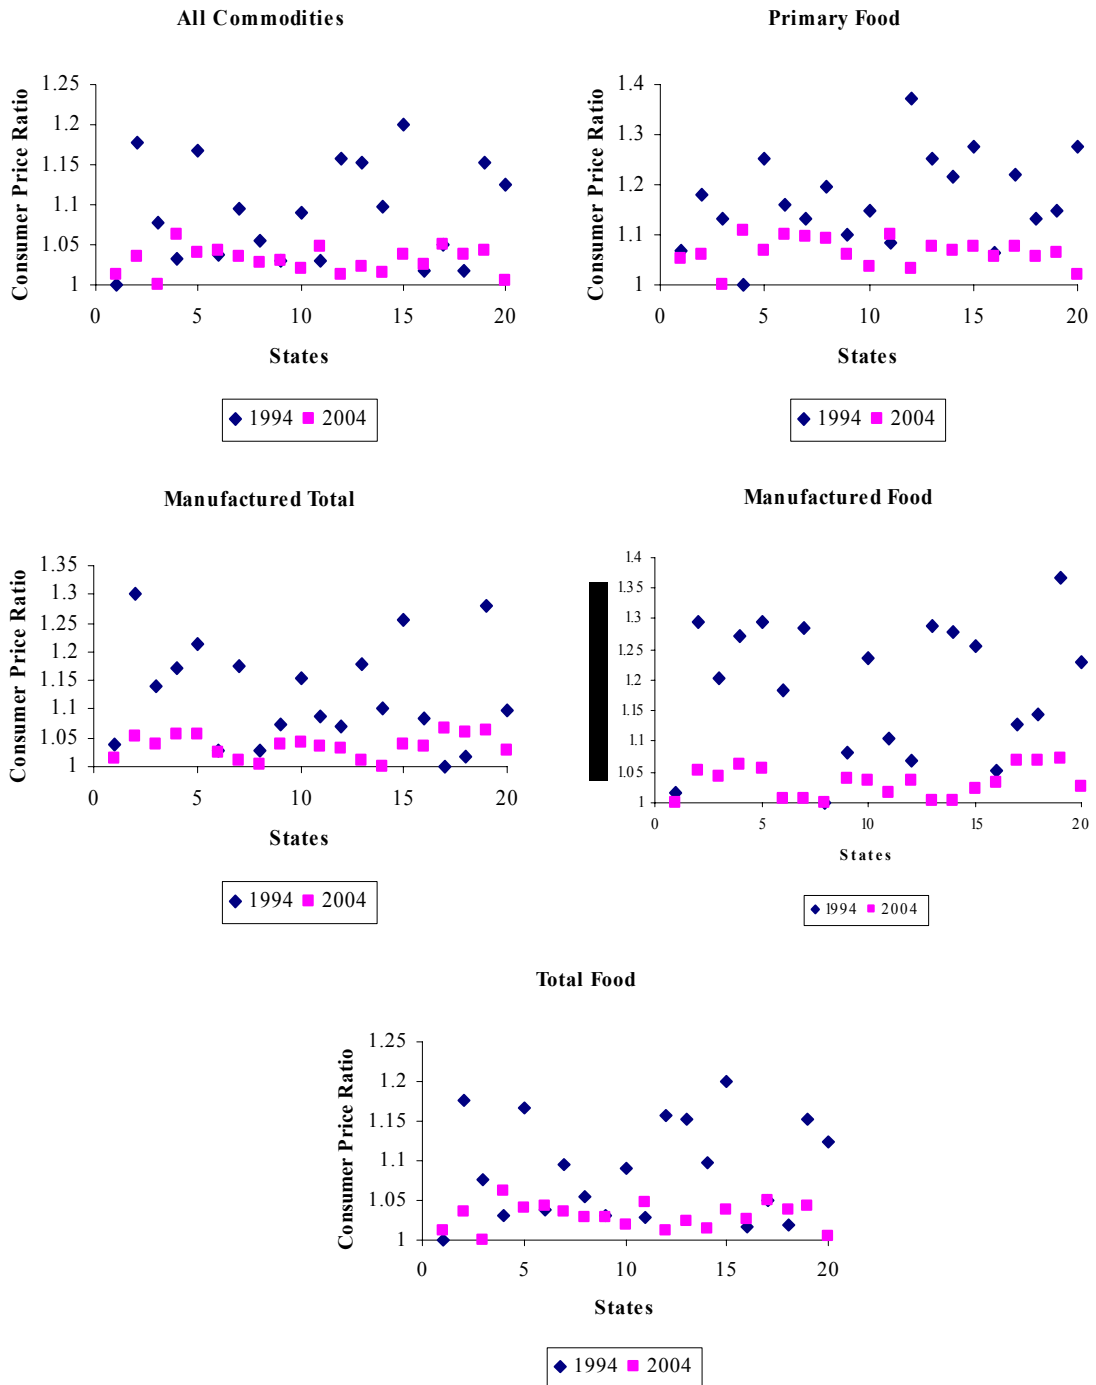 All Commodities
Consumer Price Ratio
1.25
1.2
1.15
1.1
1.05
1
0 5 10 15 20
States
1994 2004
Primary Food
Consumer Price Ratio
1.4
1.3
1.2
1.1
1
0 5 10 15 20
States
1994 2004
Manufactured Total
Consumer Price Ratio
1.35
1.3
1.25
1.2
1.15
1.1
1.05
1
0 5 10 15 20
States
1994 2004
Manufactured Food
1.4
1.35
1.3
1.25
1.2
1.15
1.1
1.05
1
0 5 10 15 20
States
1994 2004
Total Food
Consumer Price Ratio
1.25
1.2
1.15
1.1
1.05
1
0 5 10 15 20
States
1994 2004